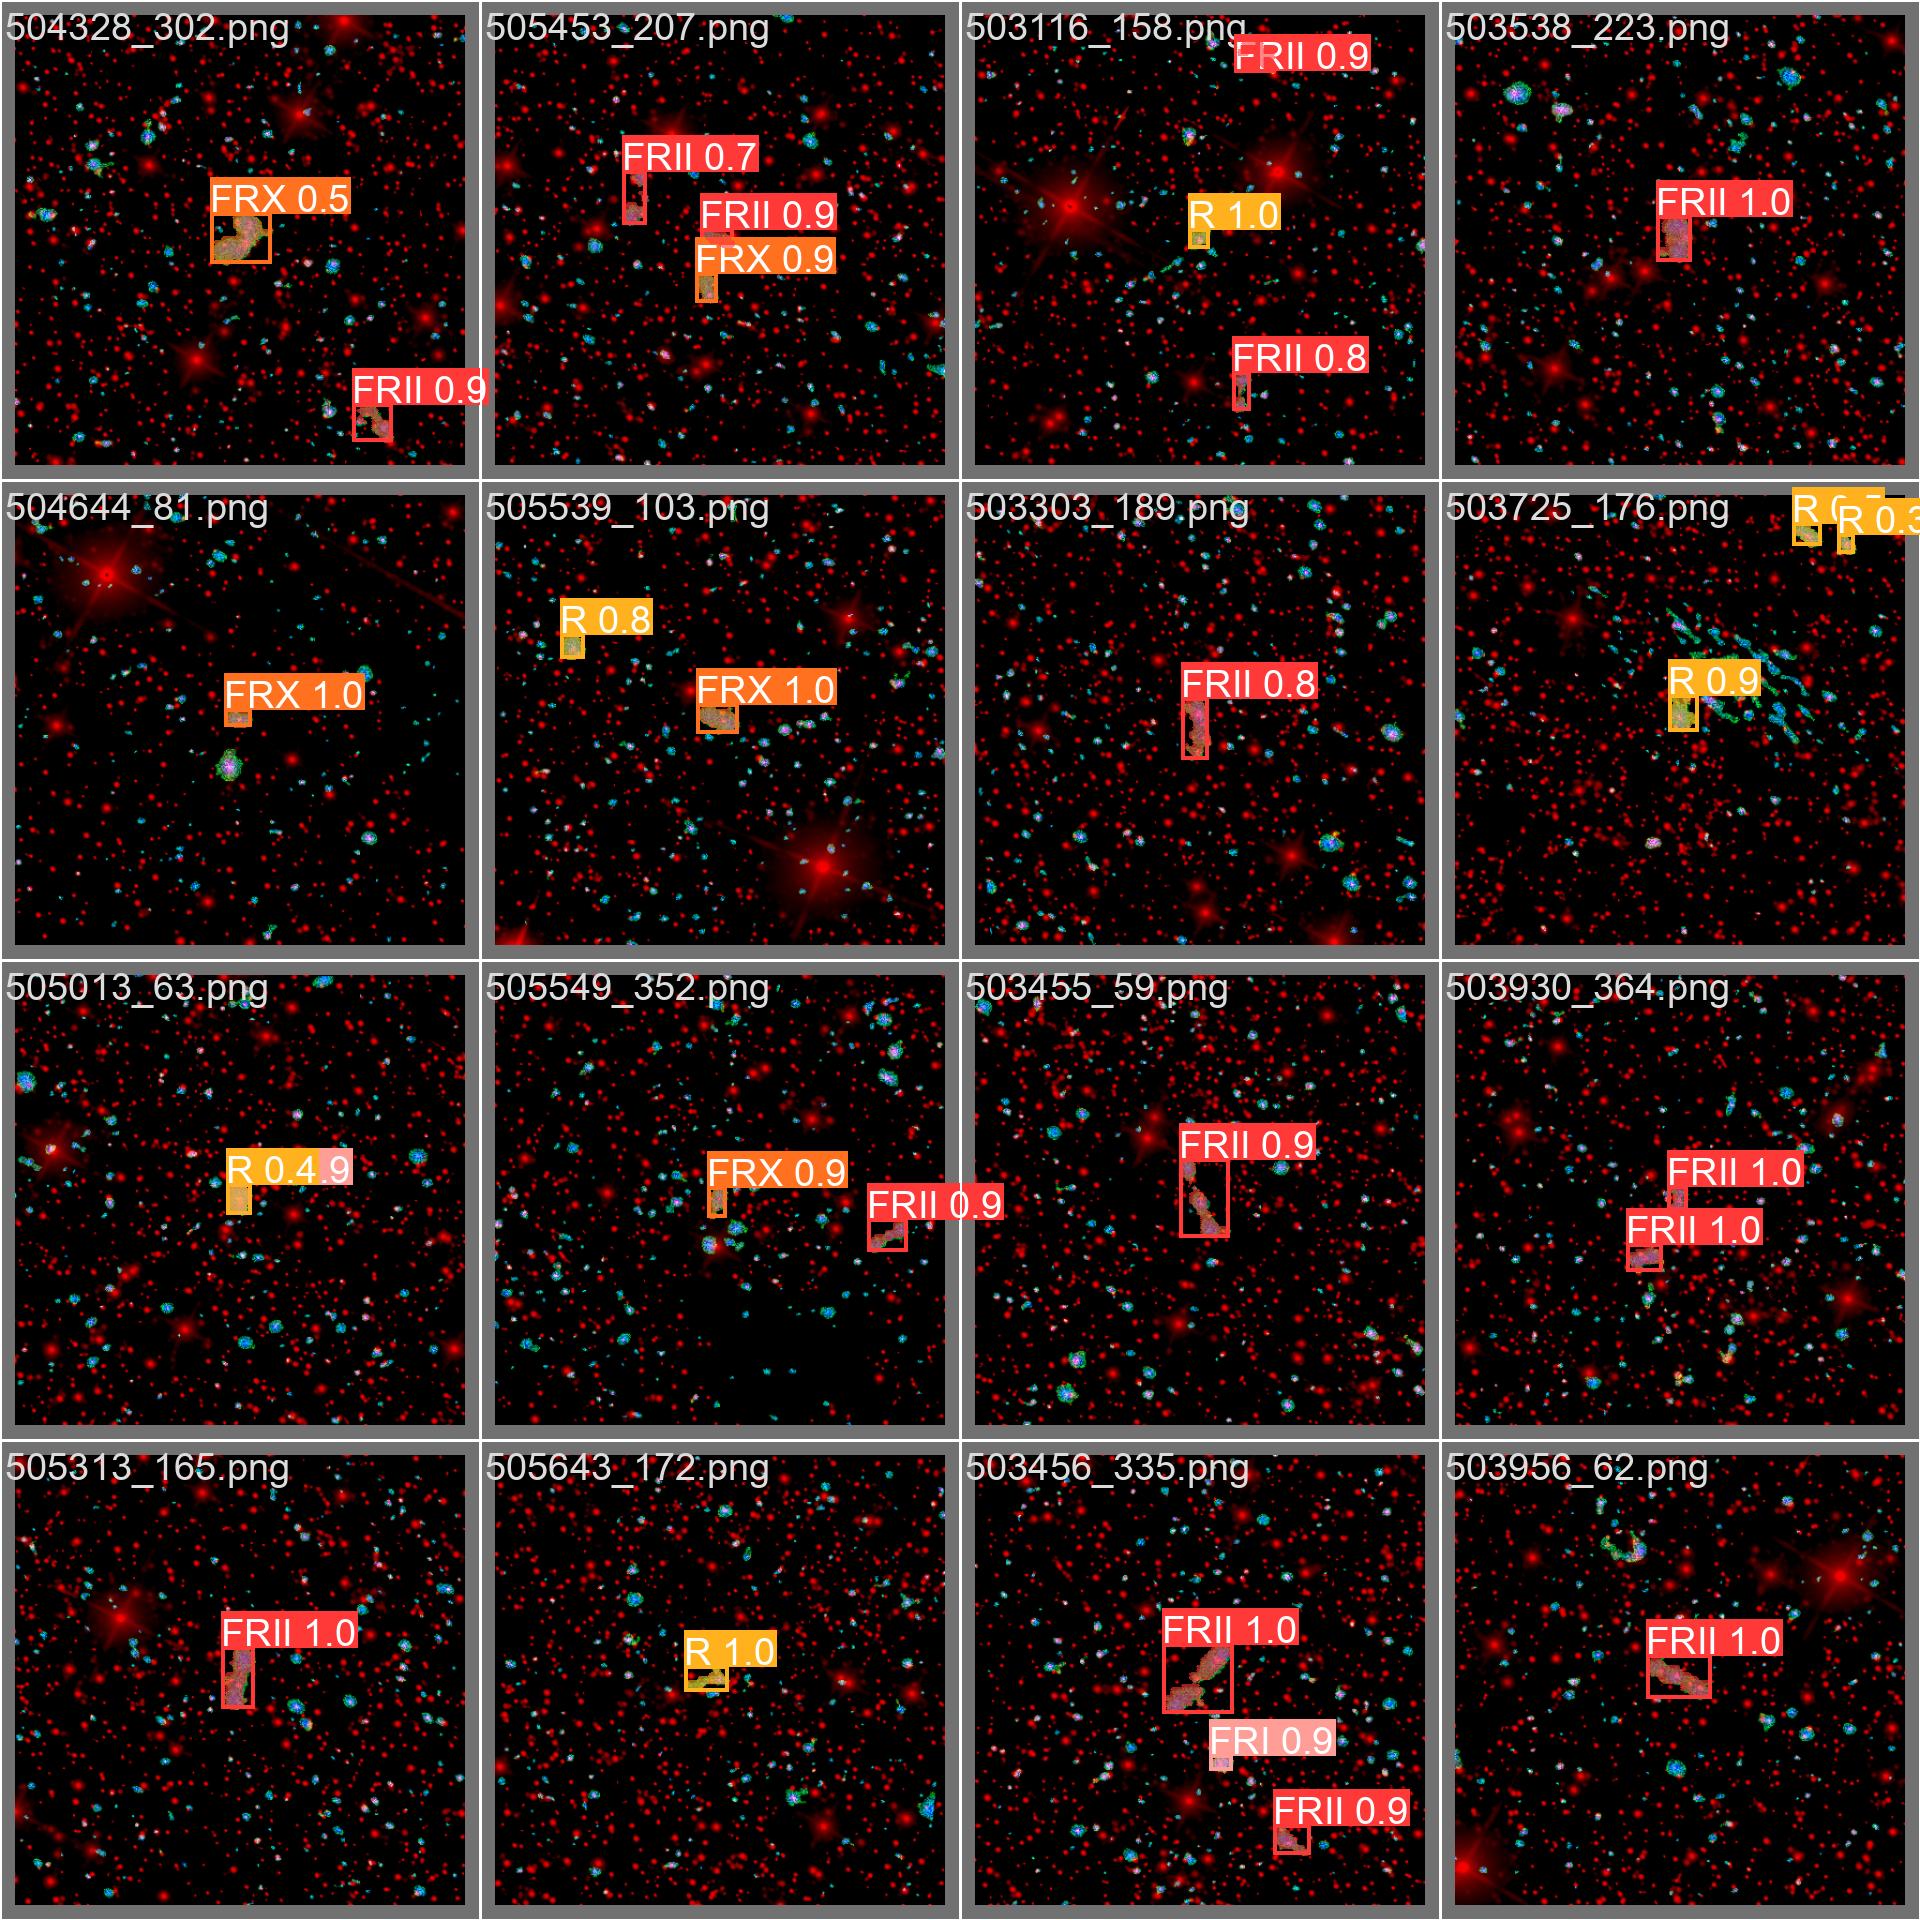 504328_302.png
FRX 0.5
FRII 0.9
505453_207.png
FRII 0.7
FRII 0.9
FRX 0.9
503116_158.png
FRII 0.9
R 1.0
FRII 0.8
503538_223.png
FRII 1.0
504644_81.png
FRX 1.0
505539_103.png
R 0.8
FRX 1.0
503303_189.png
FRII 0.8
503725_176.png
R
R 0.3
R 0.9
505013_63.png
R 0.4
.9
505549_352.png
FRX 0.9
FRII 0.9
503455_59.png
FRII 0.9
503930_364.png
FRII 1.0
FRII 1.0
505313_165.png
FRII 1.0
505643_172.png
R 1.0
503456_335.png
FRII 1.0
FRI 0.9
FRII 0.9
503956_62.png
FRII 1.0